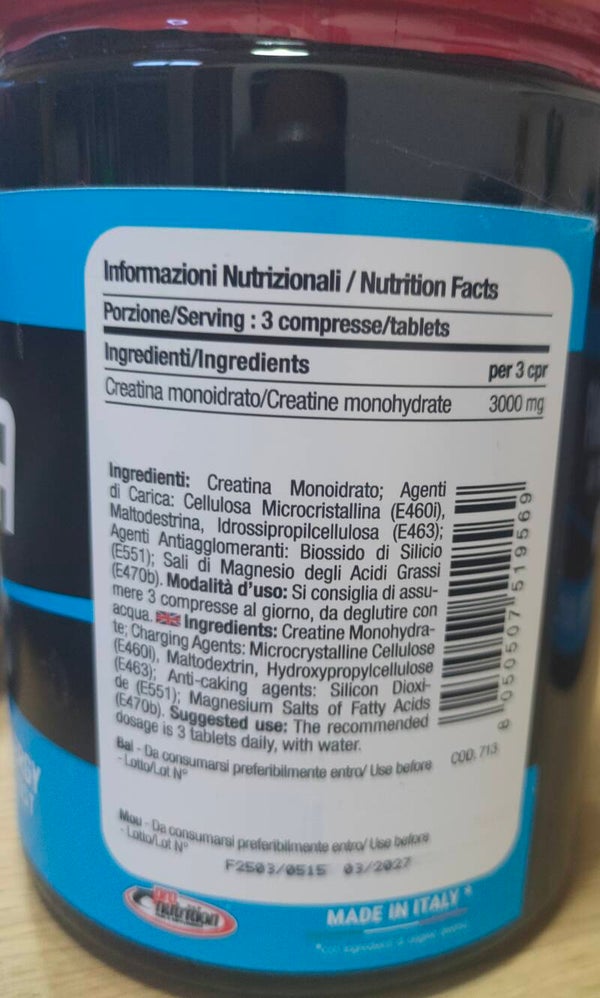 Informazioni Nutrizionali / Nutrition Facts
Porzione/Serving : 3 compresse/tablets
Ingredienti/Ingredients per 3 cpr
Creatina monoidrato/Creatine monohydrate 3000 mg
Ingredienti: Creatina Monoidrato; Agenti
di Carica: Cellulosa Microcristallina (E460i),
Maltodestrina, Idrossipropilcellulosa (E463);
Agenti Antiagglomeranti: Biossido di Silicio
(E551); Sali di Magnesio degli Acidi Grassi
(E470b). Modalità d'uso: Si consiglia di assu-
mere 3 compresse al giorno, da deglutire con
acqua. Ingredients: Creatine Monohydra-
te; Charging Agents: Microcrystalline Cellulose
(E460i), Maltodextrin, Hydroxypropylcellulose
(E463); Anti-caking agents: Silicon Dioxi-
de (E551); Magnesium Salts of Fatty Acids
(E470b). Suggested use: The recommended
dosage is 3 tablets daily, with water.
8 050507 519569
COD. 713
Bal - Da consumarsi preferibilmente entro/ Use before
- Lotto/Lot N°
Mou - Da consumarsi preferibilmente entro/ Use before
- Lotto/Lot N°
F2503/0515 03/2027
pro
nutrition
MADE IN ITALY *